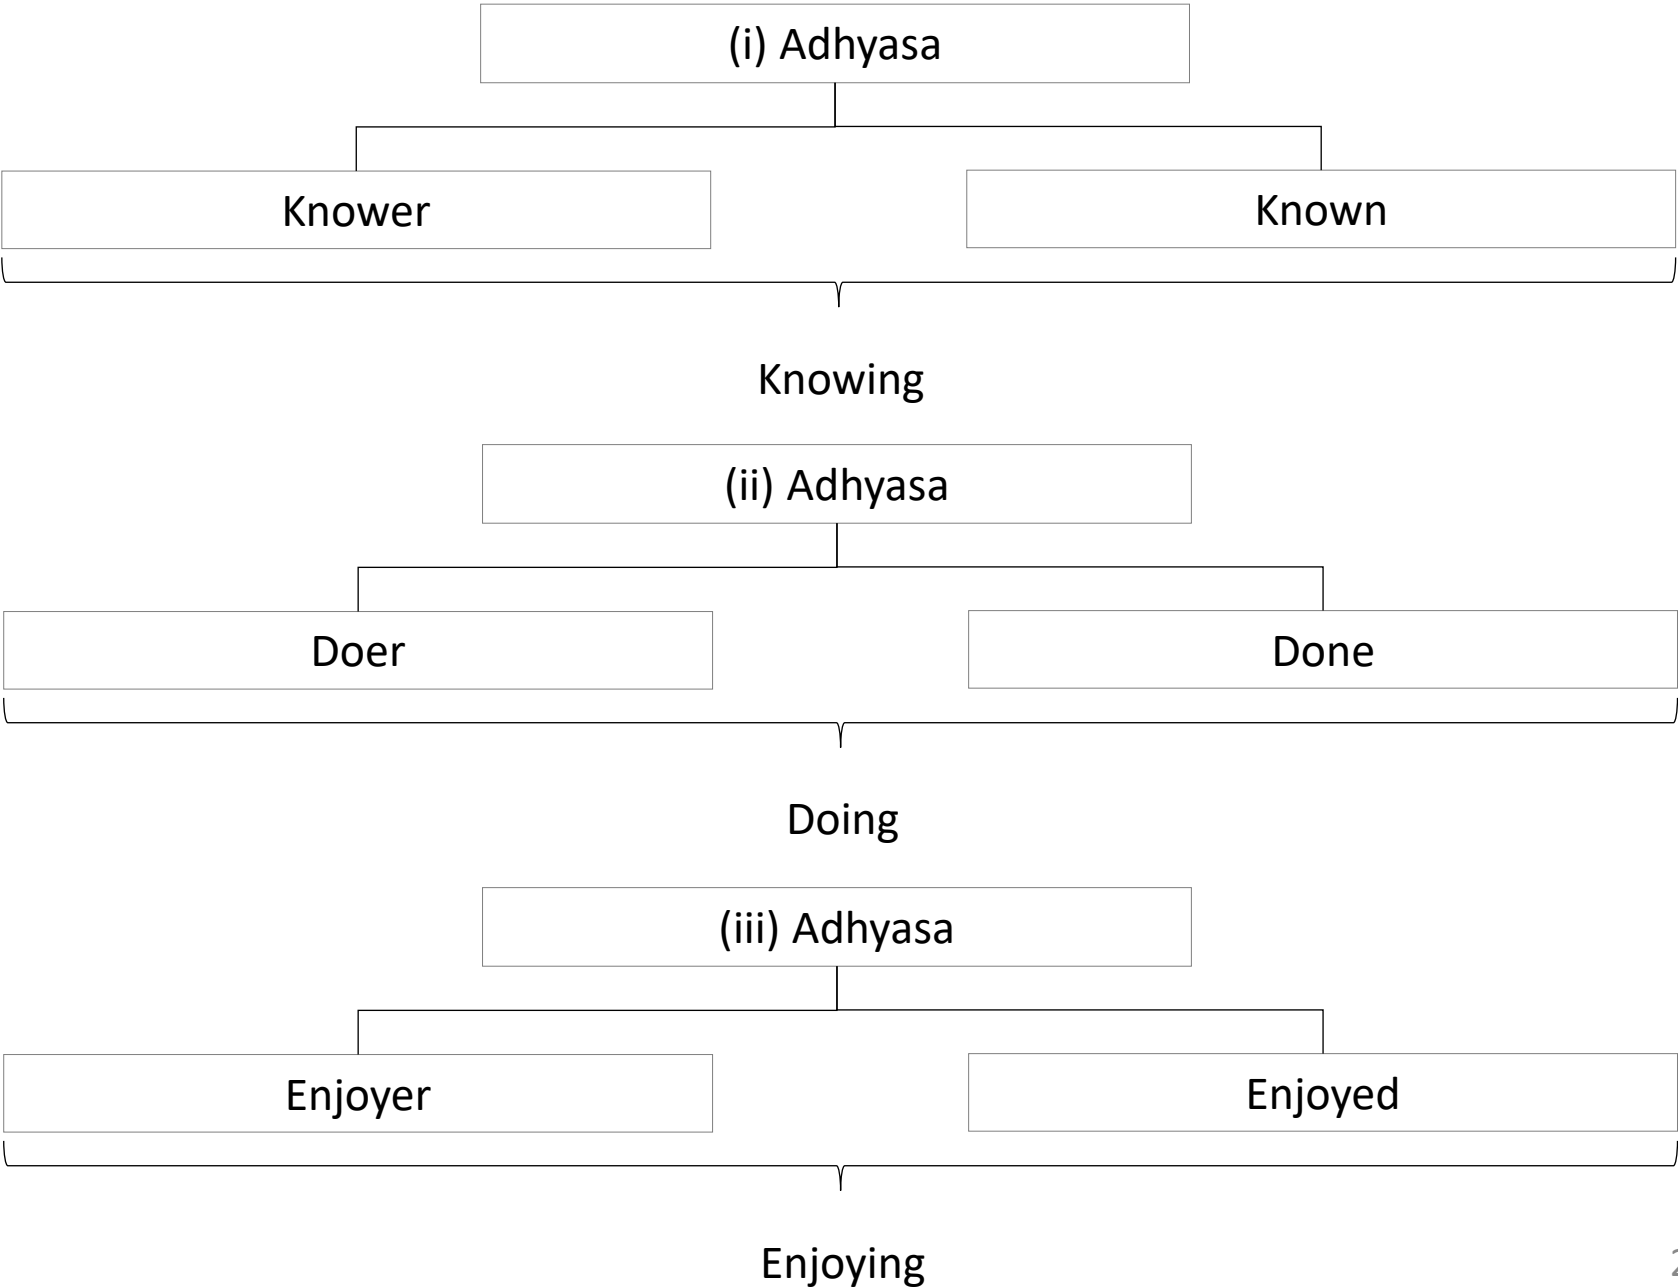 (i) Adhyasa
Knower
Known
Knowing
(ii) Adhyasa
Doer
Done
Doing
(iii) Adhyasa
Enjoyer
Enjoyed
Enjoying